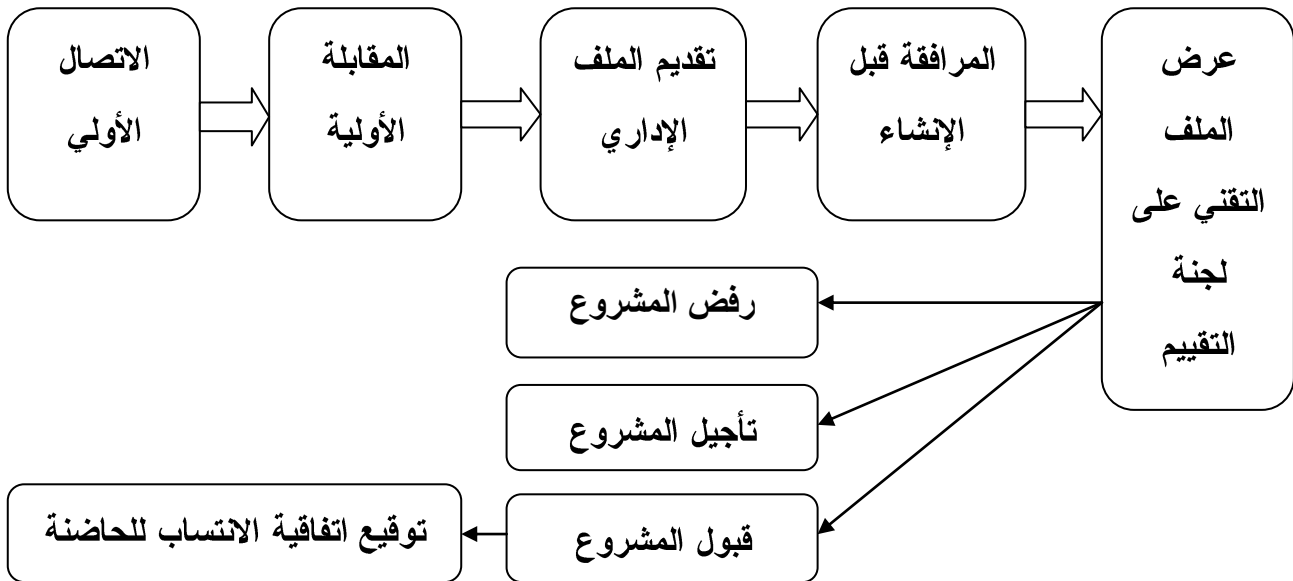 الاتصال
الأولي
المقابلة
الأولية
تقديم الملف
الإداري
المرافقة قبل
الإنشاء
عرض
الملف
التقني على
لجنة
التقييم
رفض المشروع
تأجيل المشروع
قبول المشروع
توقيع اتفاقية الانتساب للحاضنة